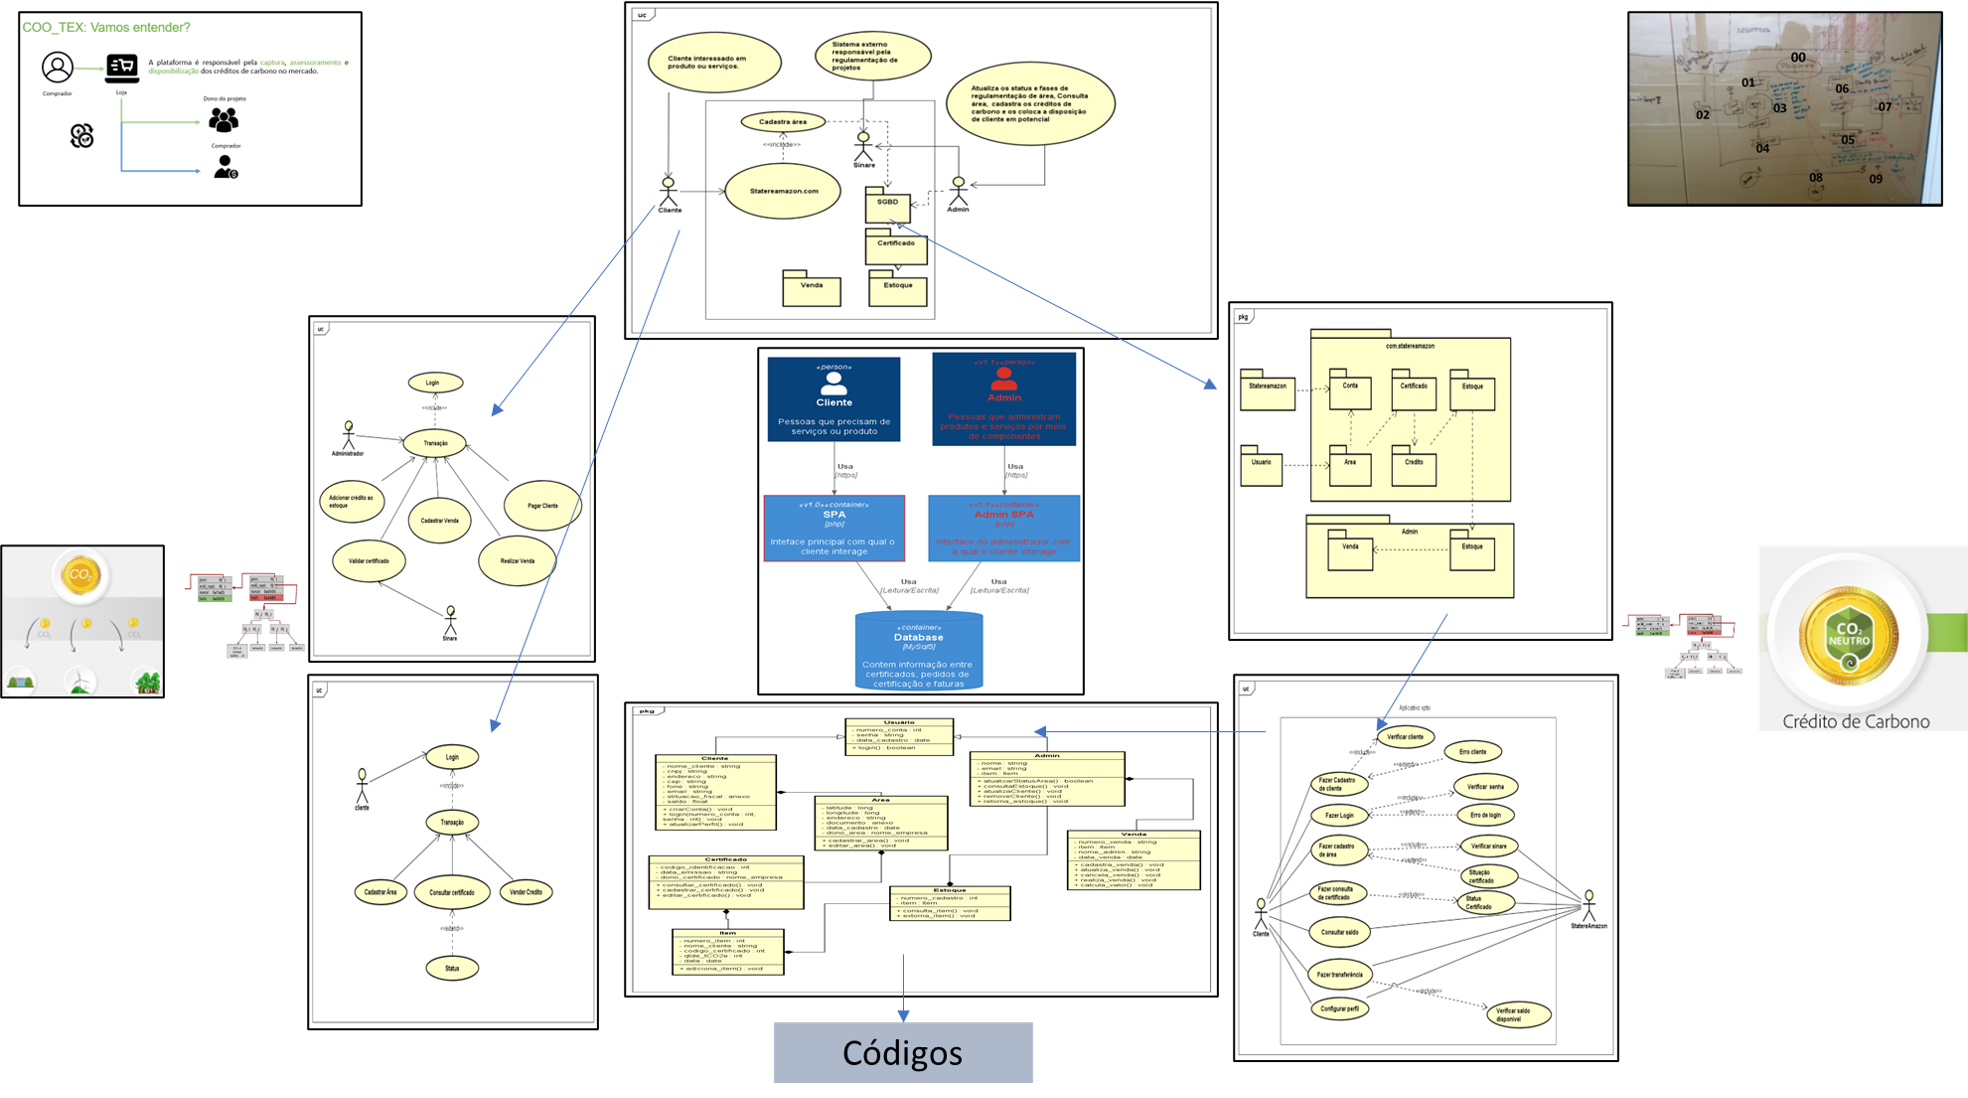 COO_TEX: Vamos entender?
A plataforma é responsável pela captura, assessoramento e
disponibilização dos créditos de carbono no mercado.
Comprador
Loja
Dono do projeto
Comprador
uc
Cliente interessado em
produto ou serviços.
Sistema externo
responsável pela
regulamentação de
projetos
Atualiza os status e fases de
regulamentação de área, Consulta
área, cadastra os créditos de
carbono e os coloca a disposição
de cliente em potencial
Cadastra área
<<include>>
Sinare
Statereamazon.com
Cliente
Admin
SGBD
Certificado
Venda
Estoque
00
01
02
03
04
05
06
07
08
09
uc
Login
<<include>>
Administrador
Transação
Adicionar crédito ao
estoque
Cadastrar Venda
Pagar Cliente
Validar certificado
Realizar Venda
Sinare
«person»
Cliente
Pessoas que precisam de
serviços ou produto
«v1.1»«person»
Admin
Pessoas que administram
produtos e serviços por meio
de componentes
Usa
[https]
Usa
[https]
«v1.0»«container»
SPA
[php]
Inteface principal com qual o
cliente interage
«v1.1»«container»
Admin SPA
[php]
Interface do administrador com
a qual o cliente interage
Usa
[Leitura/Escrita]
Usa
[Leitura/Escrita]
«container»
Database
[MySql5]
Contem informação entre
certificados, pedidos de
certificação e faturas
pkg
com.statereamazon
Statereamazon
Conta
Certificado
Estoque
Usuario
Area
Credito
Admin
Venda
Estoque
CO2
CO2
CO2
CO2
NEUTRO
Crédito de Carbono
uc
Login
cliente
<<include>>
Transação
Cadastrar Área
Consultar certificado
Vender Credito
<<extend>>
Status
pkg
Usuário
- numero_conta : int
- senha : string
- data_cadastro : date
+ login() : boolean
Cliente
- nome_cliente : string
- cnpj : string
- endereco : string
- cep : string
- fone : string
- email : string
- stituacao_fiscal : anexo
- saldo : float
+ criarConta() : void
+ login(numero_conta : int,
senha : int) : void
+ atualizarPerfil() : void
Admin
- nome : string
- email : string
- item : Item
+ atualizarStatusArea() : boolean
+ consultaEstoque() : void
+ atualizaCliente() : void
+ removeCliente() : void
+ retorna_estoque() : void
Area
- latitude : long
- longitude : long
- endereco : string
- documento : anexo
- data_cadastro : date
- dono_area : nome_empresa
+ cadastrar_area() : void
+ editar_area() : void
Venda
- numero_venda : string
- item : Item
- nome_admin : string
- data_venda : date
+ cadastra_venda() : void
+ atualiza_venda() : void
+ cancela_venda() : void
+ realiza_venda() : void
+ calcula_valor() : void
Certificado
- codigo_identificacao : int
- data_emissao : string
- dono_certificado : nome_empresa
+ consultar_certificado() : void
+ cadastrar_certificado() : void
+ editar_certificado() : void
Estoque
- numero_cadastro : int
- item : Item
+ consulta_item() : void
+ estorna_item() : void
Item
- numero_item : int
- nome_cliente : string
- codigo_certificado : int
- qtde_tCO2e : int
- data : date
+ adiciona_item() : void
Códigos
uc
Aplicativo xpto
Verificar cliente
<<include>>
Erro cliente
<<extend>>
Fazer Cadastro
de cliente
Verificar senha
<<include>>
Fazer Login
<<extend>>
Erro de login
Fazer cadastro
de área
<<include>>
Verificar sinare
<<extend>>
Situação
certificado
Fazer consulta
de certificado
<<include>>
Status
Certificado
Cliente
StatereAmazon
Consultar saldo
Fazer transferência
<<include>>
Configurar perfil
Verificar saldo
disponivel